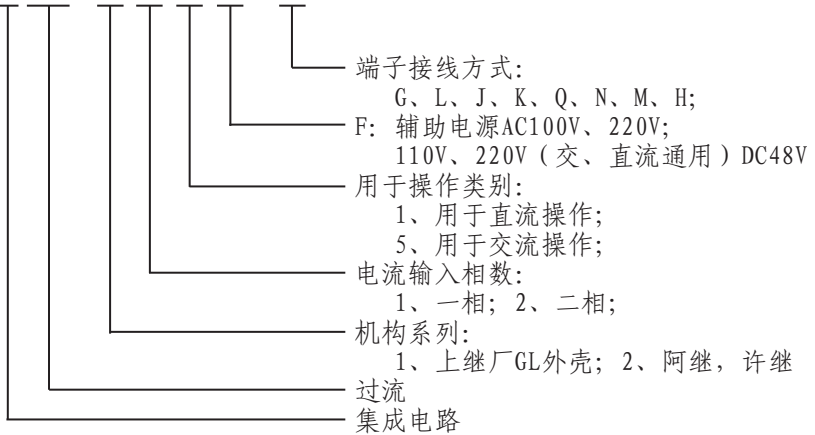 端子接线方式:
G、L、J、K、Q、N、M、H;
F: 辅助电源AC100V、220V;
110V、220V（交、直流通用）DC48V
用于操作类别:
1、用于直流操作;
5、用于交流操作;
电流输入相数:
1、一相; 2、二相;
机构系列:
1、上继厂GL外壳; 2、阿继, 许继
过流
集成电路